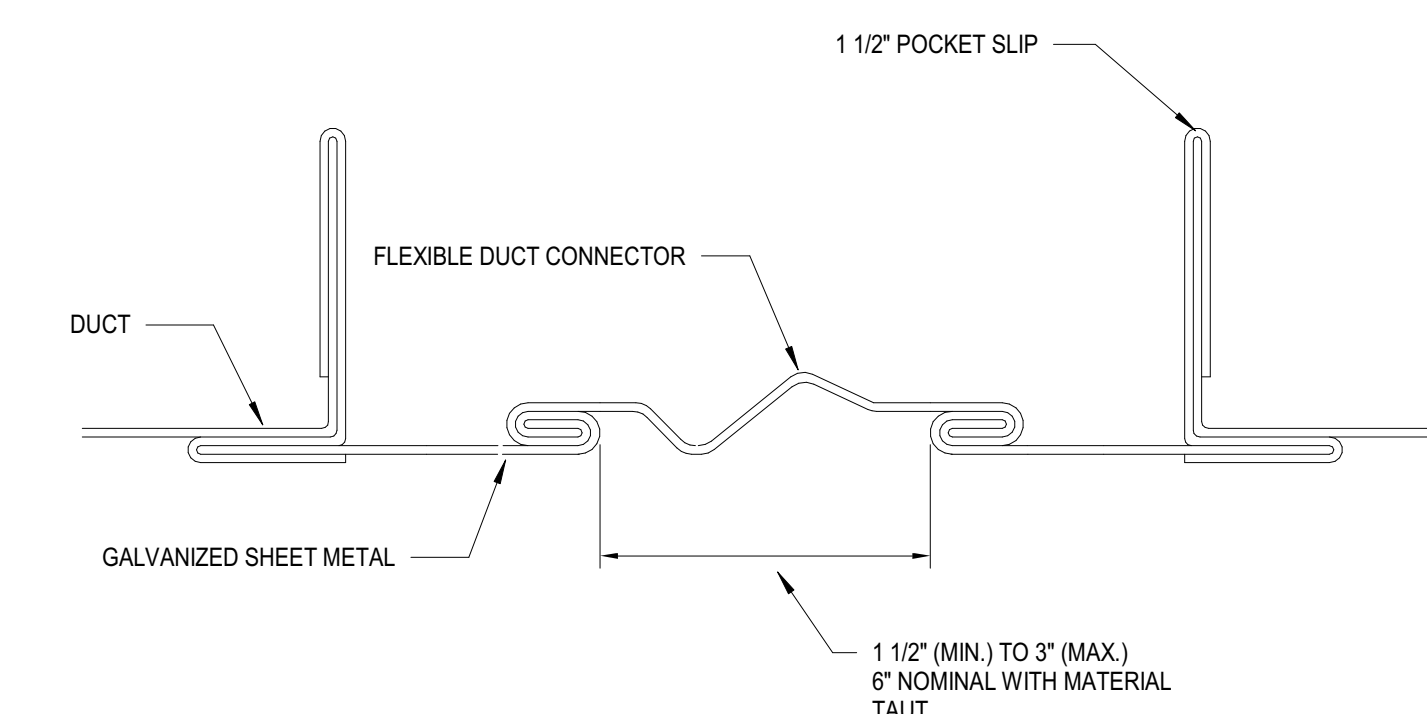 1 1/2" POCKET SLIP
FLEXIBLE DUCT CONNECTOR
DUCT
GALVANIZED SHEET METAL
1 1/2" (MIN.) TO 3" (MAX.)
6" NOMINAL WITH MATERIAL
TAUT